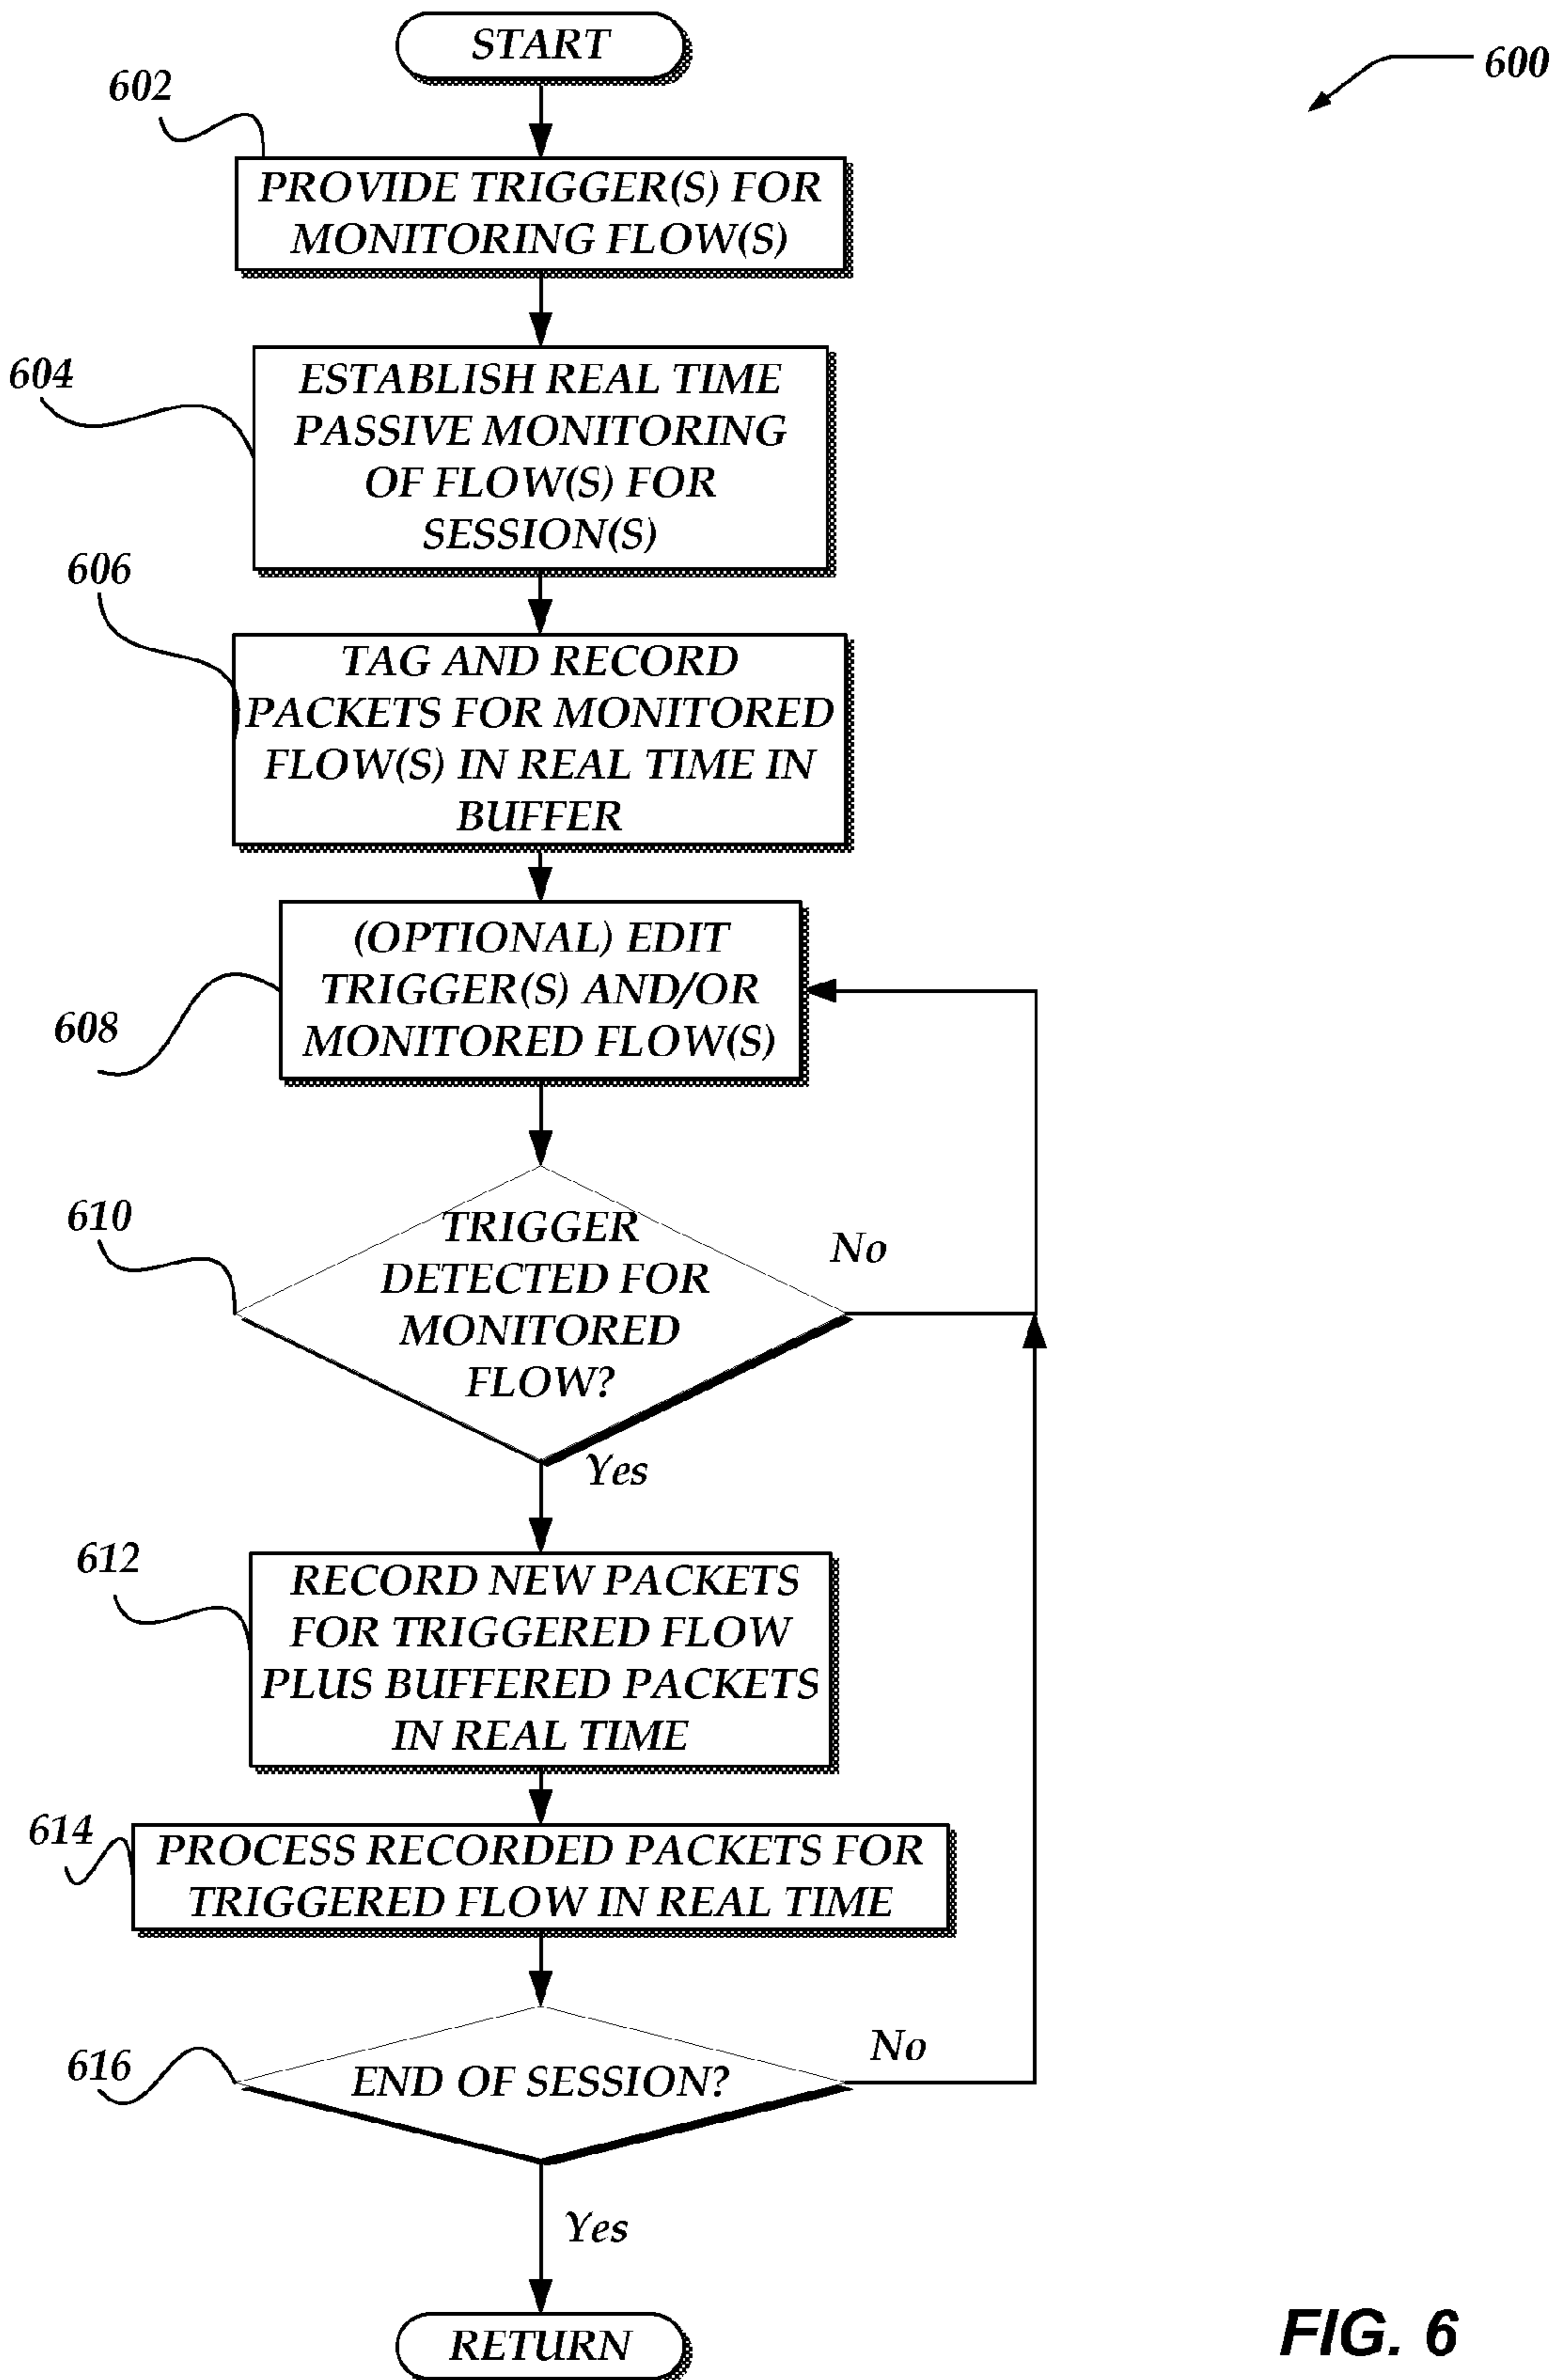 START
600
602
PROVIDE TRIGGER(S) FOR
MONITORING FLOW(S)
604
ESTABLISH REAL TIME
PASSIVE MONITORING
OF FLOW(S) FOR
SESSION(S)
606
TAG AND RECORD
PACKETS FOR MONITORED
FLOW(S) IN REAL TIME IN
BUFFER
608
(OPTIONAL) EDIT
TRIGGER(S) AND/OR
MONITORED FLOW(S)
610
TRIGGER
DETECTED FOR
MONITORED
FLOW?
No
Yes
612
RECORD NEW PACKETS
FOR TRIGGERED FLOW
PLUS BUFFERED PACKETS
IN REAL TIME
614
PROCESS RECORDED PACKETS FOR
TRIGGERED FLOW IN REAL TIME
616
END OF SESSION?
No
Yes
RETURN
FIG. 6